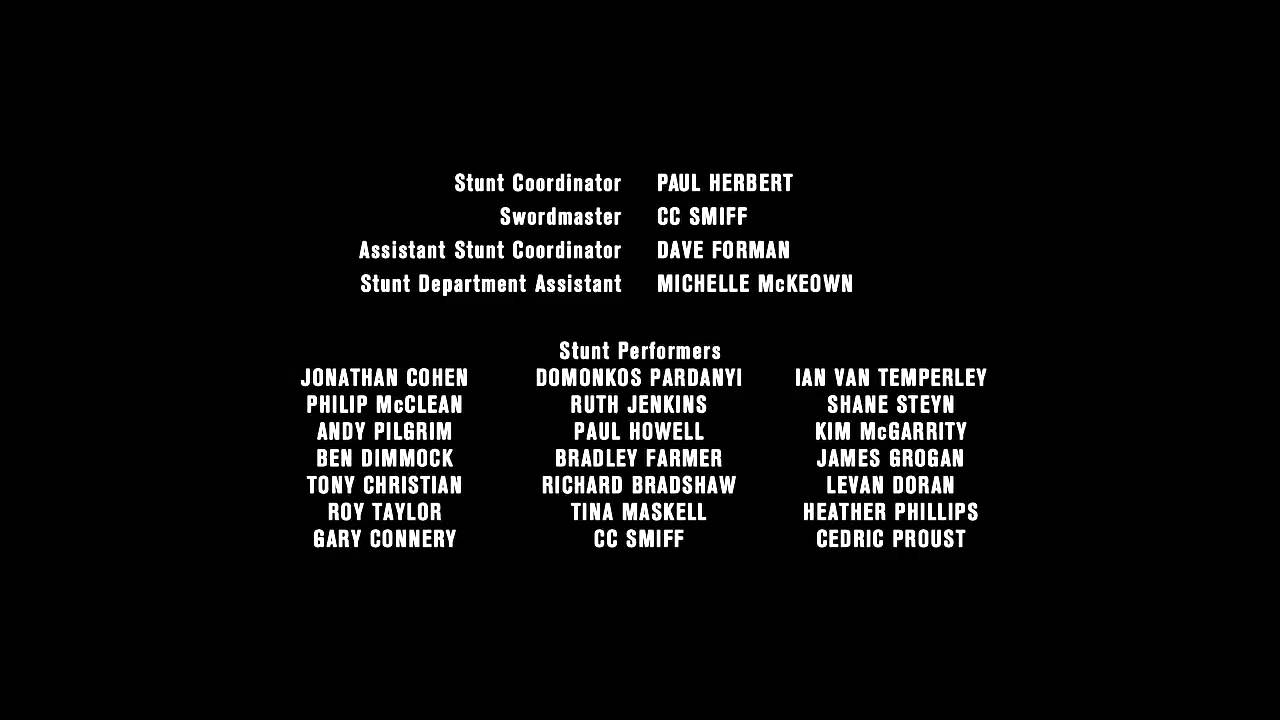 Stunt Coordinator PAUL HERBERT
Swordmaster CC SMIFF
Assistant Stunt Coordinator DAVE FORMAN
Stunt Department Assistant MICHELLE McKEOWN
Stunt Performers
JONATHAN COHEN DOMONKOS PARDANYI IAN VAN TEMPERLEY
PHILIP McCLEAN RUTH JENKINS SHANE STEYN
ANDY PILGRIM PAUL HOWELL KIM McGARRITY
BEN DIMMOCK BRADLEY FARMER JAMES GROGAN
TONY CHRISTIAN RICHARD BRADSHAW LEVAN DORAN
ROY TAYLOR TINA MASKELL HEATHER PHILLIPS
GARY CONNERY CC SMIFF CEDRIC PROUST